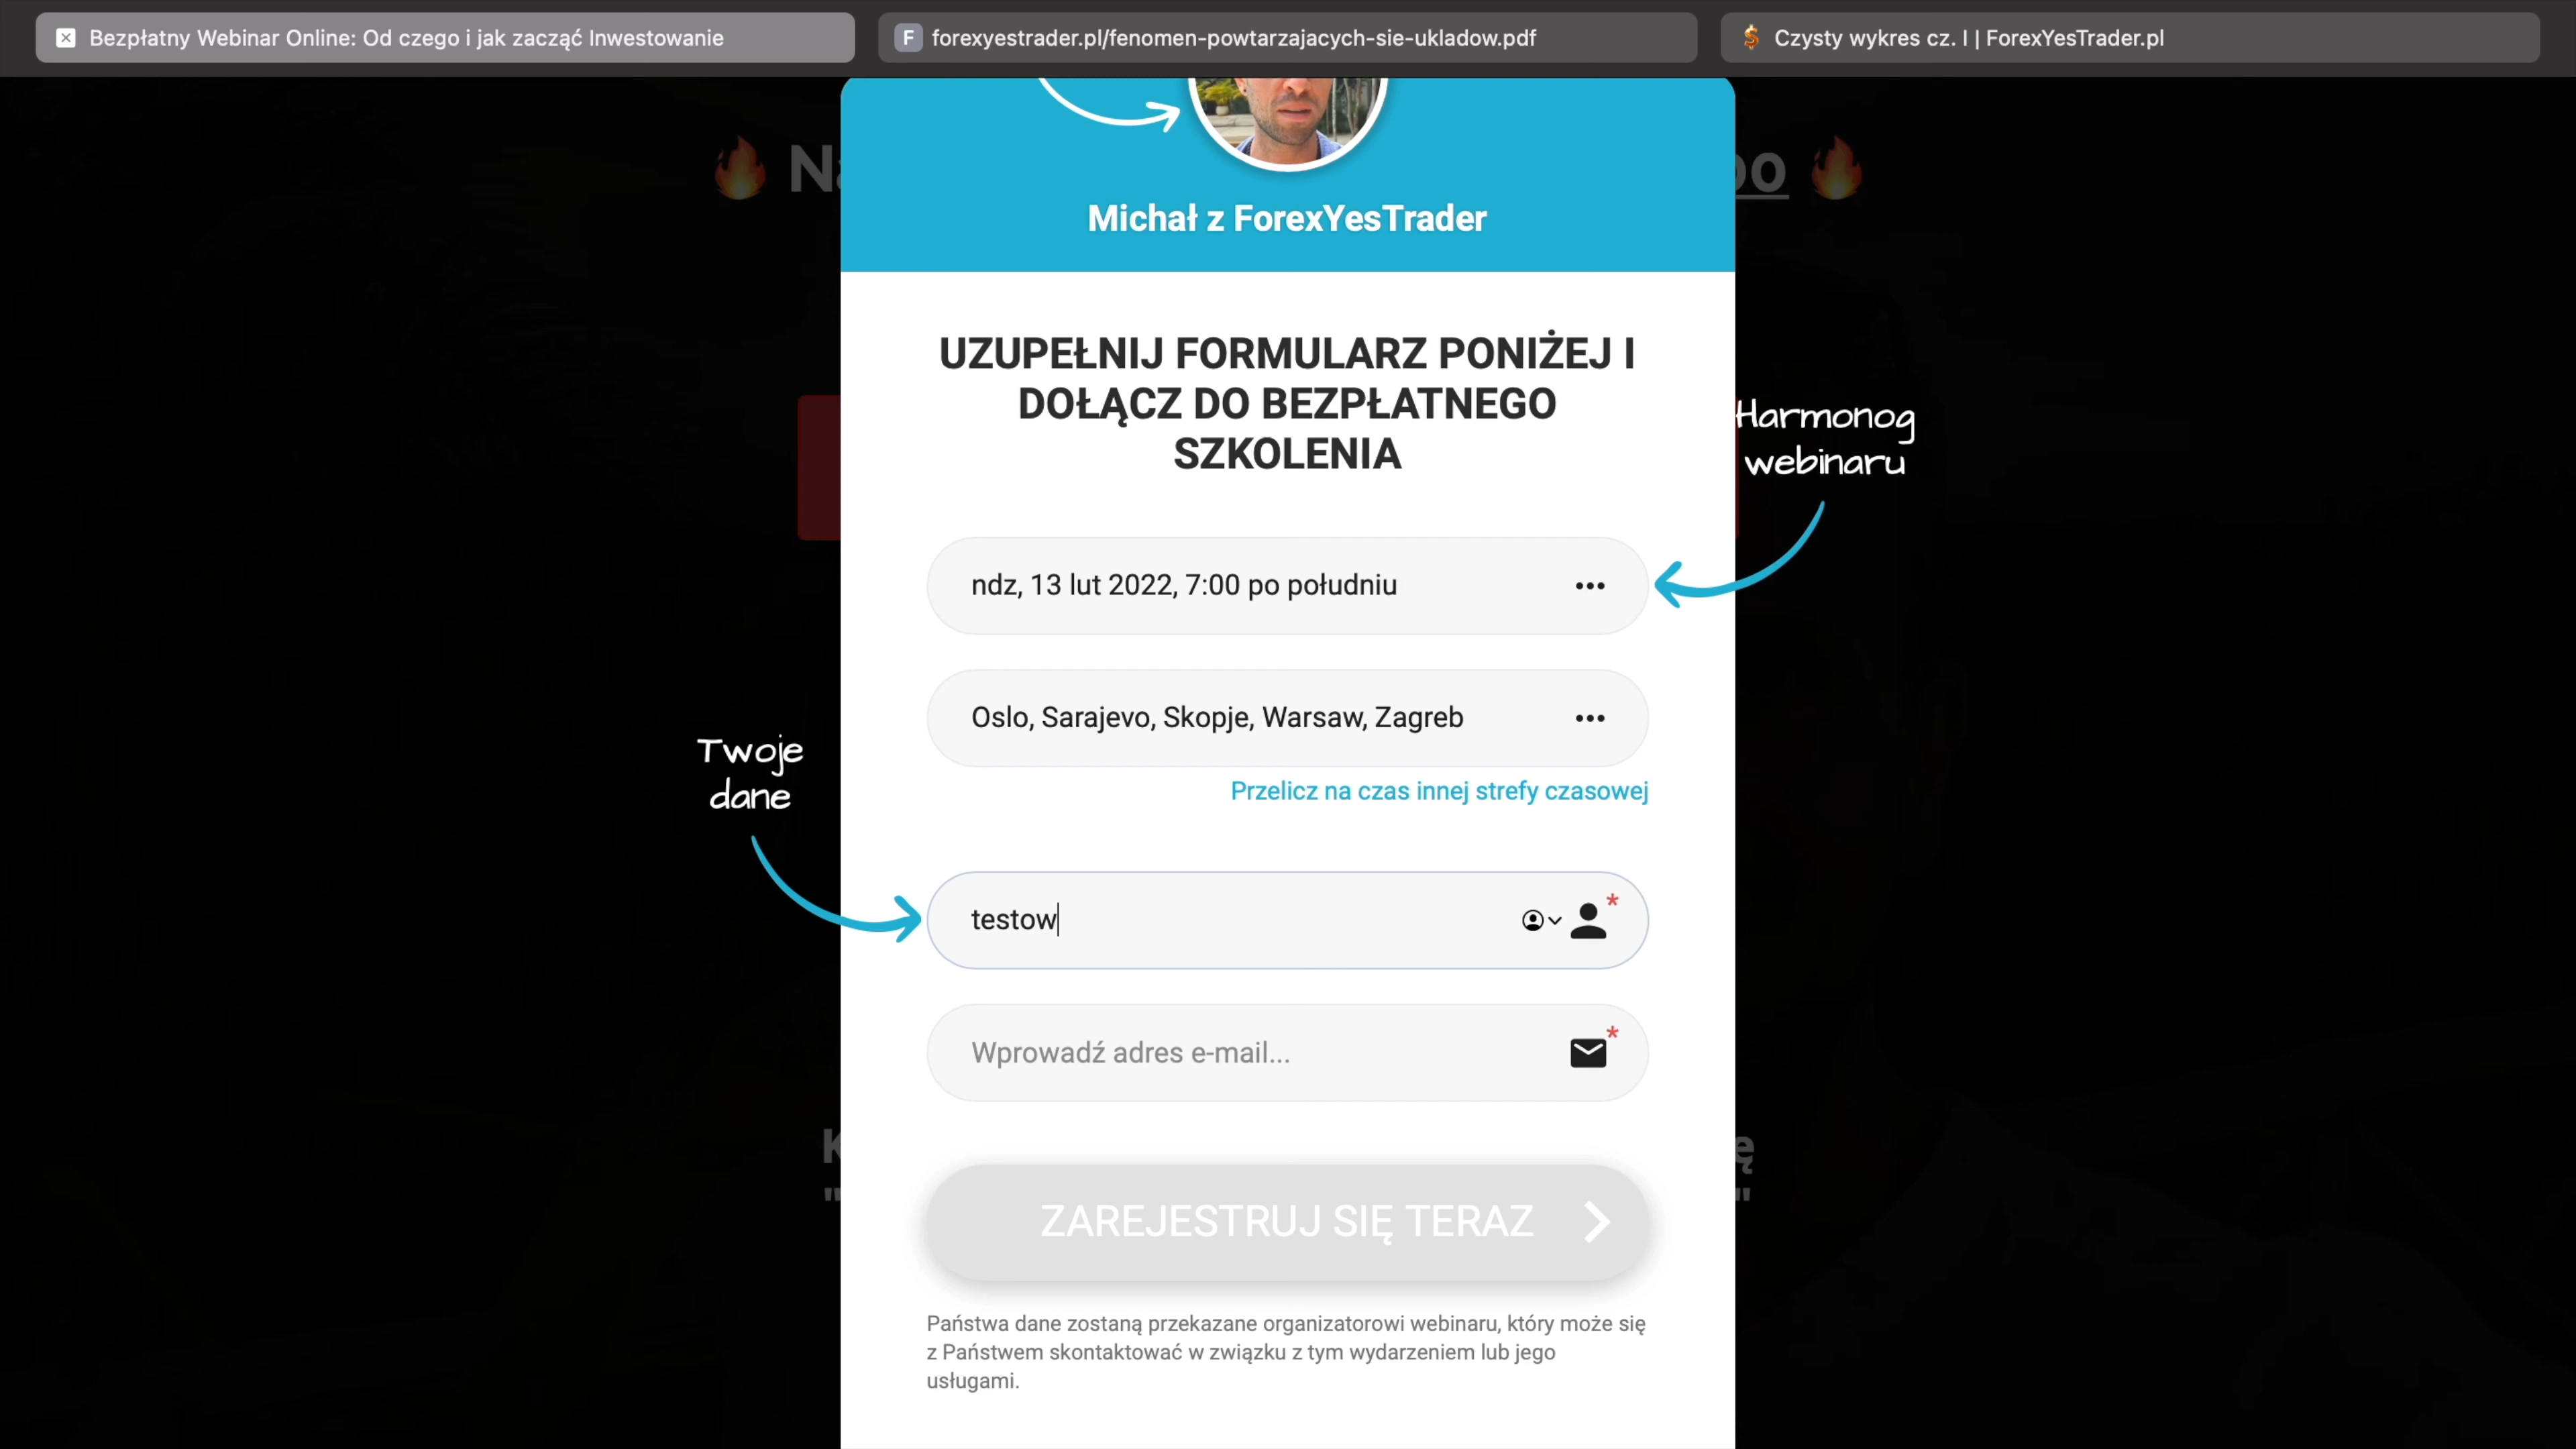 Bezpłatny Webinar Online: Od czego i jak zacząć Inwestowanie
F forexyestrader.pl/fenomen-powtarzajacych-sie-ukladow.pdf
Czysty wykres cz. I | ForexYesTrader.pl
Michał z ForexYesTrader
UZUPEŁNIJ FORMULARZ PONIŻEJ I
DOŁĄCZ DO BEZPŁATNEGO
SZKOLENIA
Harmonog
webinaru
ndz, 13 lut 2022, 7:00 po południu
Oslo, Sarajevo, Skopje, Warsaw, Zagreb
Przelicz na czas innej strefy czasowej
Twoje
dane
testow
*
Wprowadź adres e-mail...
*
ZAREJESTRUJ SIĘ TERAZ
Państwa dane zostaną przekazane organizatorowi webinaru, który może się
z Państwem skontaktować w związku z tym wydarzeniem lub jego
usługami.